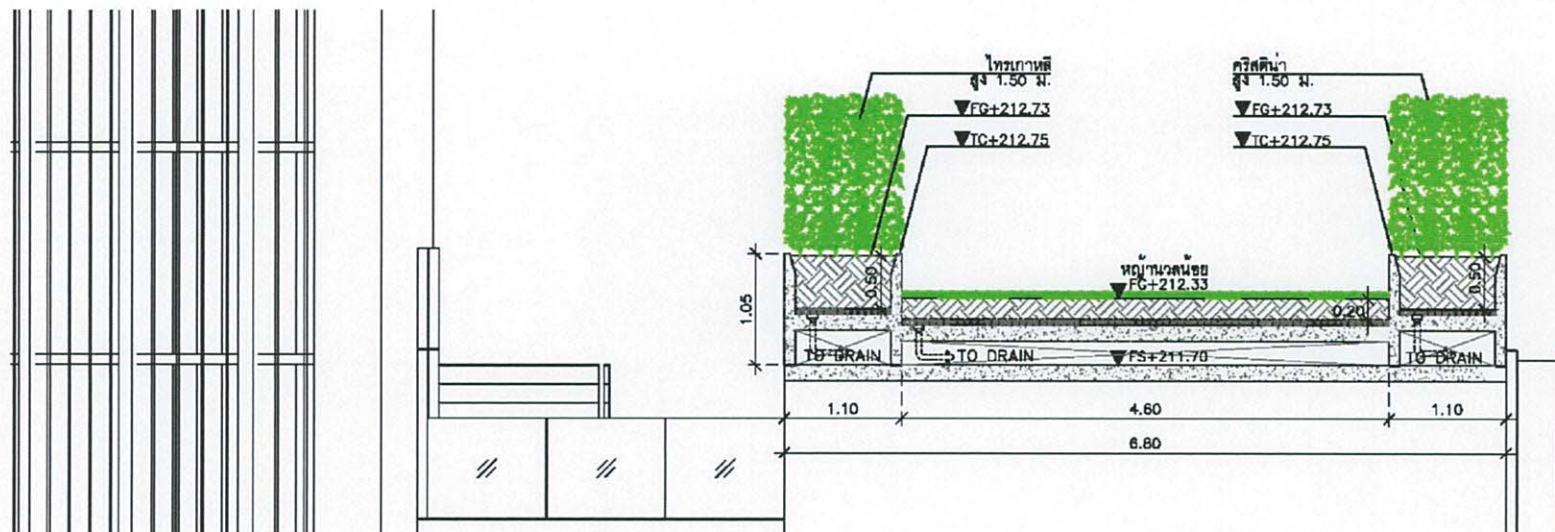 ไทรเกาหลี
สูง 1.50 ม.
FG+212.73
TC+212.75
คริสติน่า
สูง 1.50 ม.
FG+212.73
TC+212.75
หญ้านวลน้อย
FG+212.33
0.50
0.50
0.20
1.05
TO DRAIN
TO DRAIN
FS+211.70
TO DRAIN
1.10
4.60
1.10
6.80